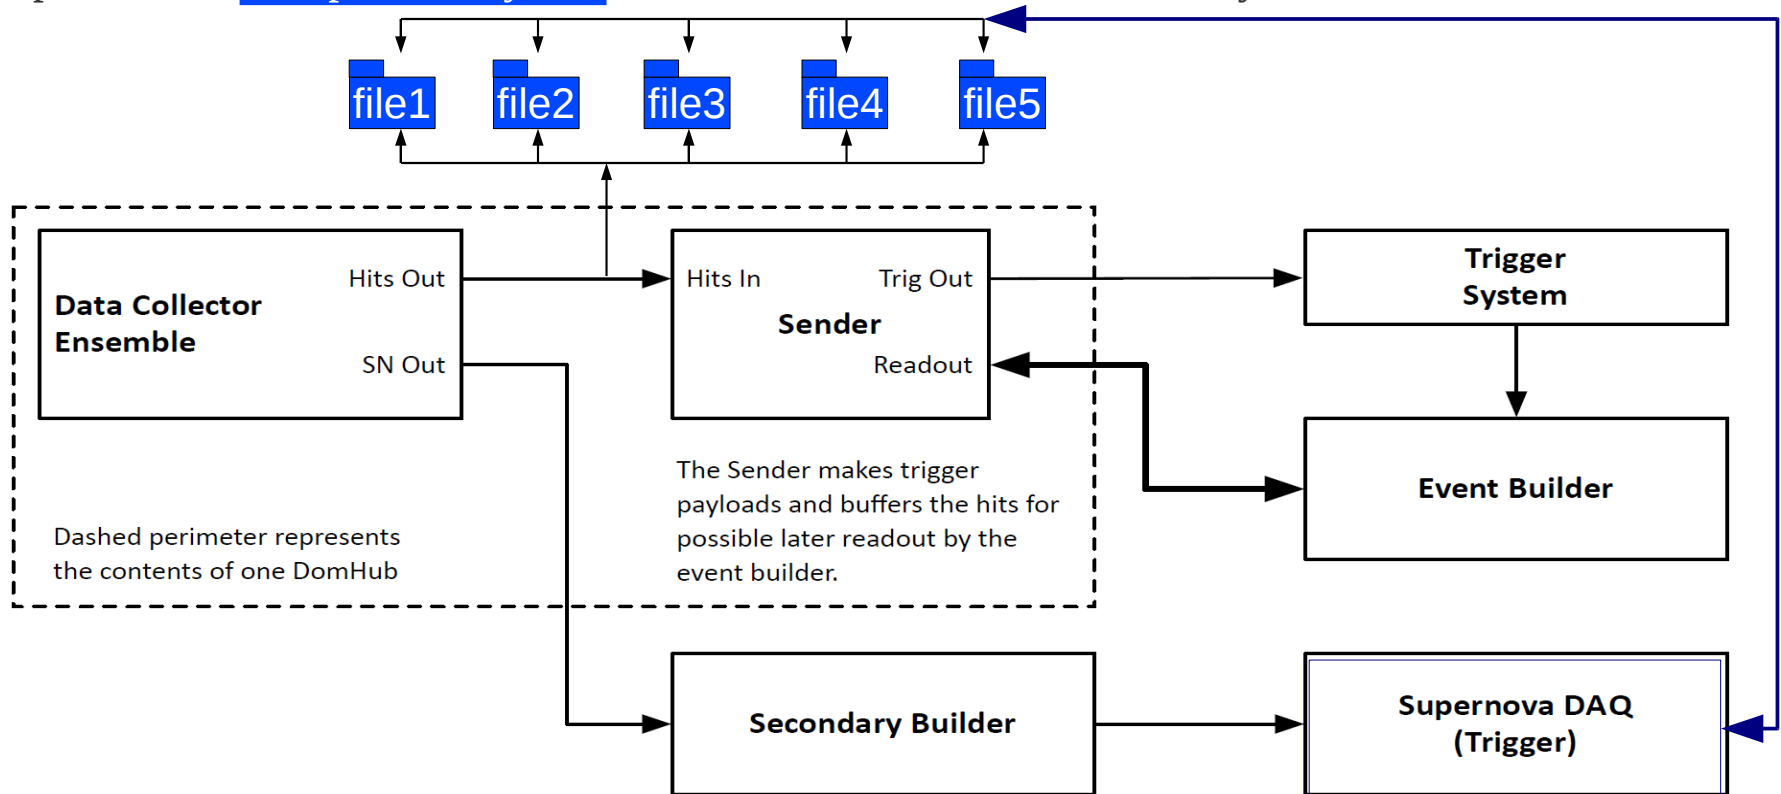 file1 file2 file3 file4 file5
Hits Out
Data Collector
Ensemble
SN Out
Hits In
Trig Out
Sender
Readout
Trigger
System
The Sender makes trigger
payloads and buffers the hits for
possible later readout by the
event builder.
Event Builder
Dashed perimeter represents
the contents of one DomHub
Secondary Builder
Supernova DAQ
(Trigger)